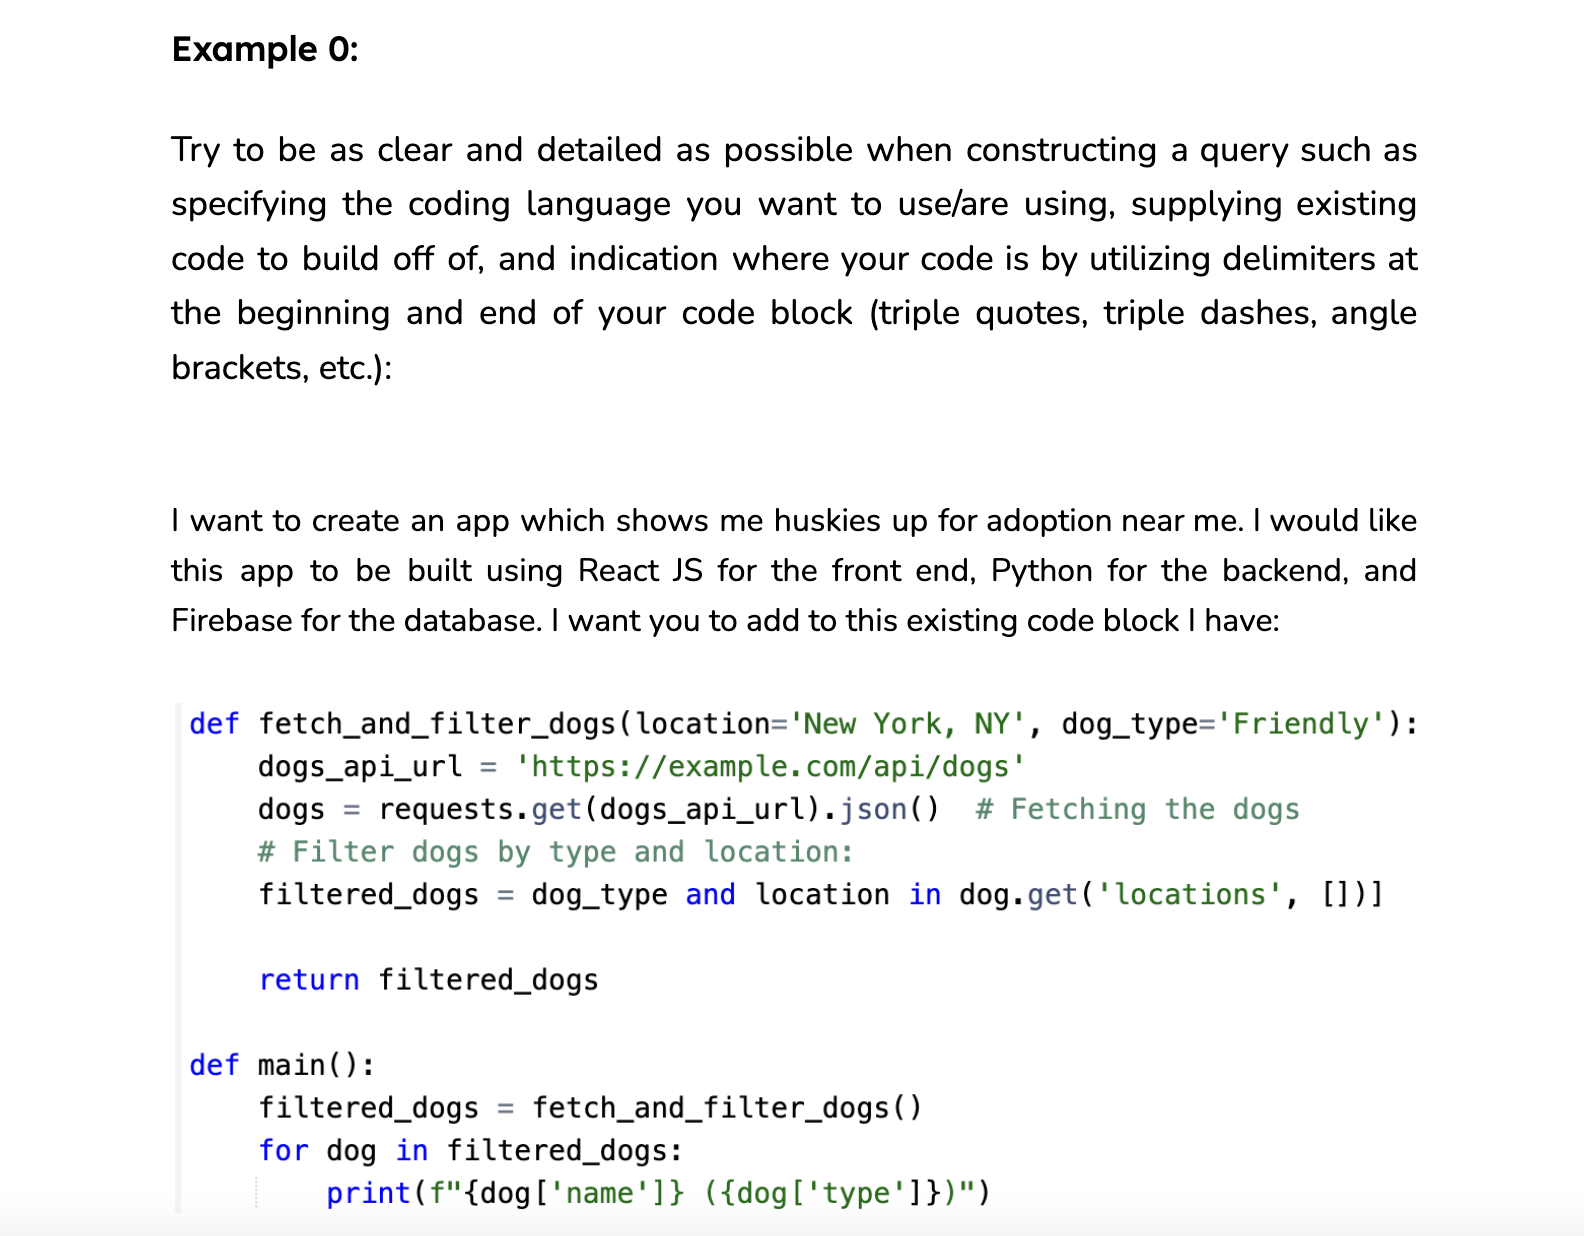 Example 0:
Try to be as clear and detailed as possible when constructing a query such as
specifying the coding language you want to use/are using, supplying existing
code to build off of, and indication where your code is by utilizing delimiters at
the beginning and end of your code block (triple quotes, triple dashes, angle
brackets, etc.):
I want to create an app which shows me huskies up for adoption near me. I would like
this app to be built using React JS for the front end, Python for the backend, and
Firebase for the database. I want you to add to this existing code block I have:
def fetch_and_filter_dogs(location='New York, NY', dog_type='Friendly'):
    dogs_api_url = 'https://example.com/api/dogs'
    dogs = requests.get(dogs_api_url).json()  # Fetching the dogs
    # Filter dogs by type and location:
    filtered_dogs = dog_type and location in dog.get('locations', [])]
    return filtered_dogs
def main():
    filtered_dogs = fetch_and_filter_dogs()
    for dog in filtered_dogs:
        print(f"{dog['name']} ({dog['type']})")